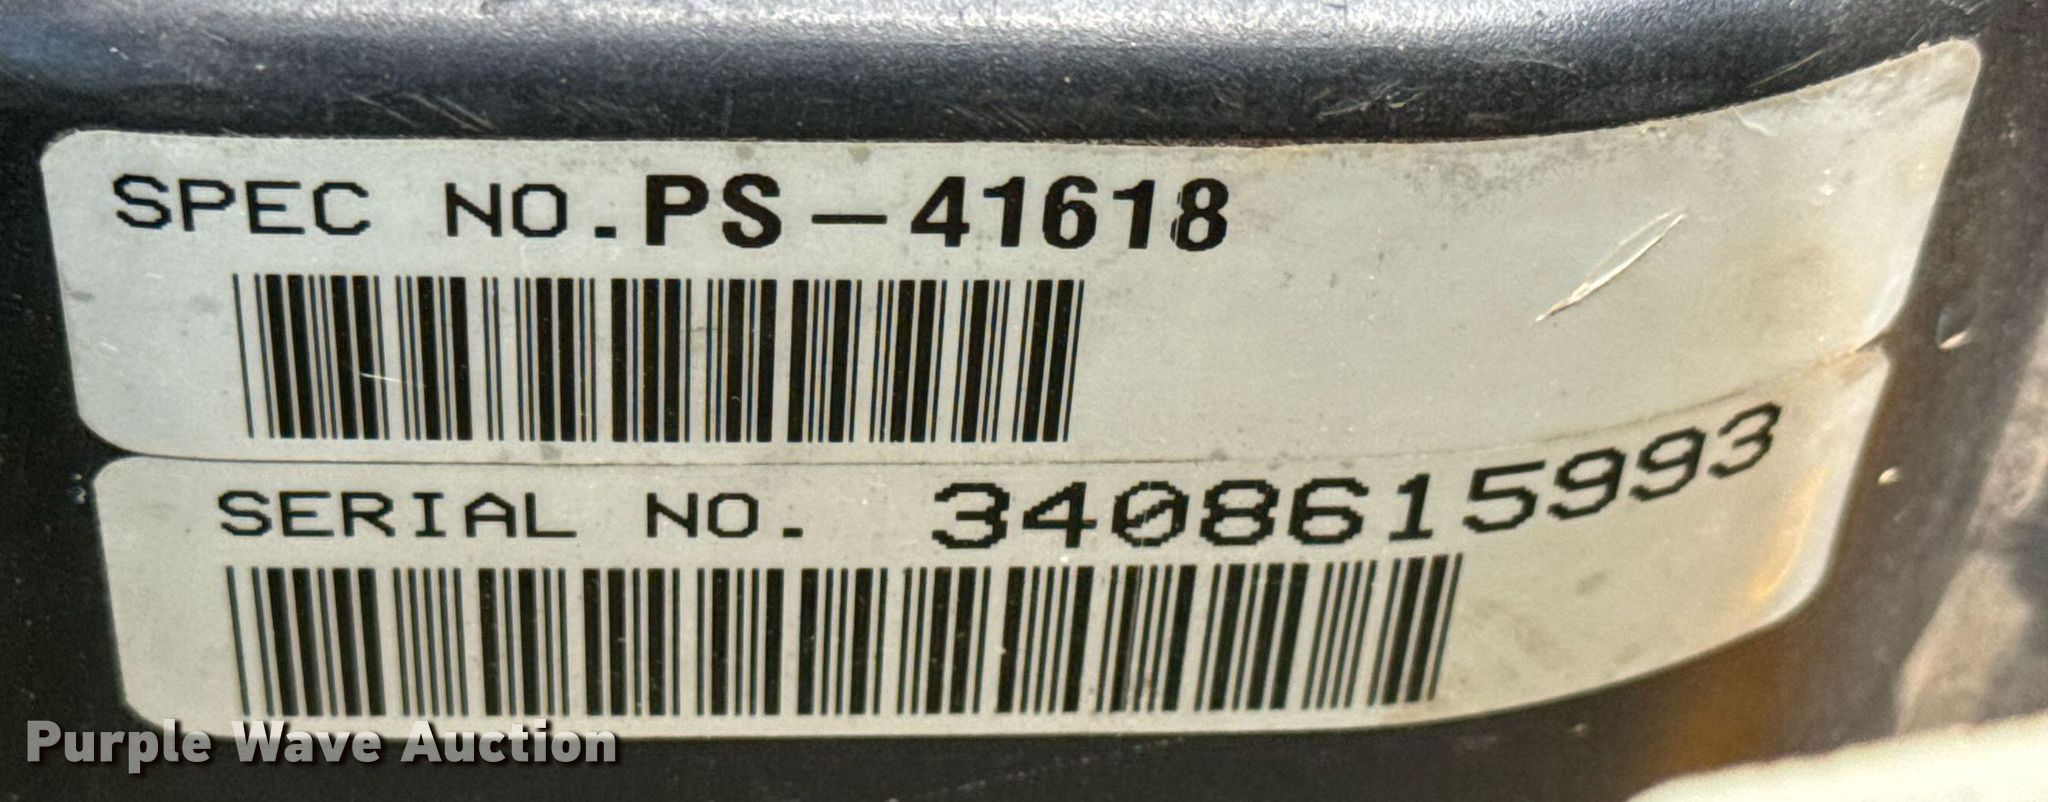 SPEC NO. PS-41618
SERIAL NO. 3408615993
Purple Wave Auction